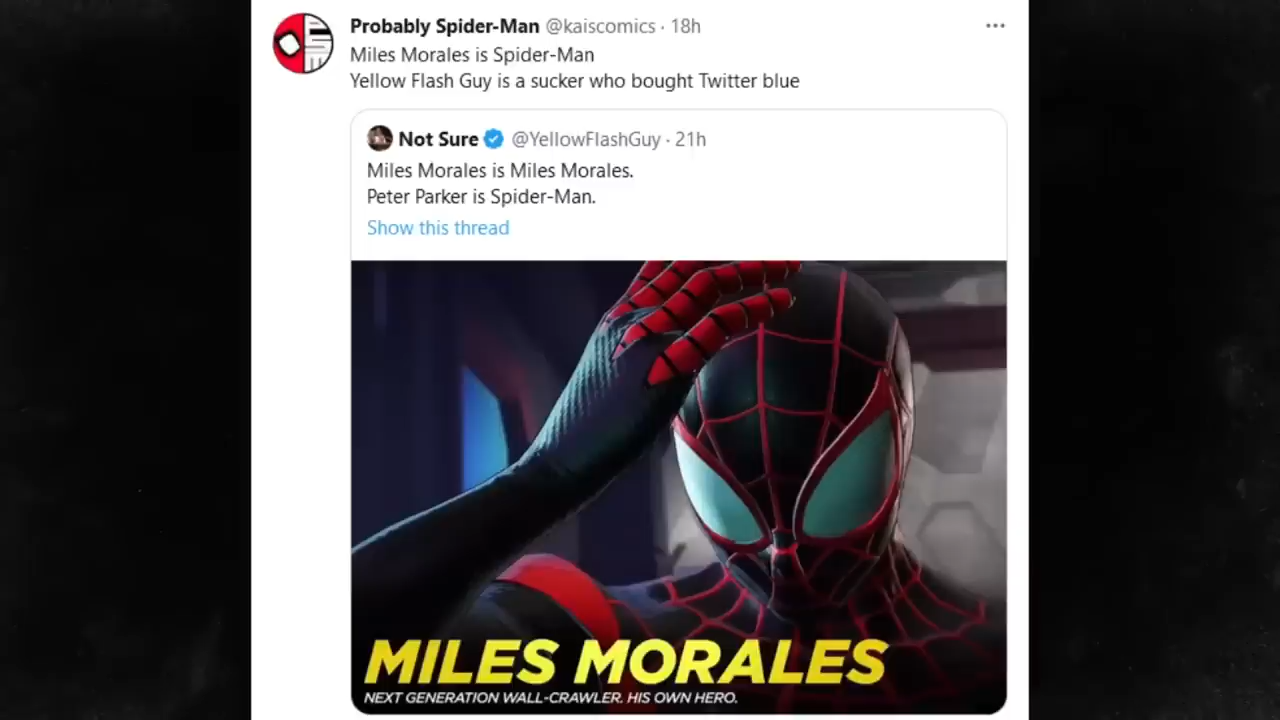 Probably Spider-Man @kaiscomics · 18h
Miles Morales is Spider-Man
Yellow Flash Guy is a sucker who bought Twitter blue
Not Sure @YellowFlashGuy · 21h
Miles Morales is Miles Morales.
Peter Parker is Spider-Man.
Show this thread
MILES MORALES
NEXT GENERATION WALL-CRAWLER. HIS OWN HERO.